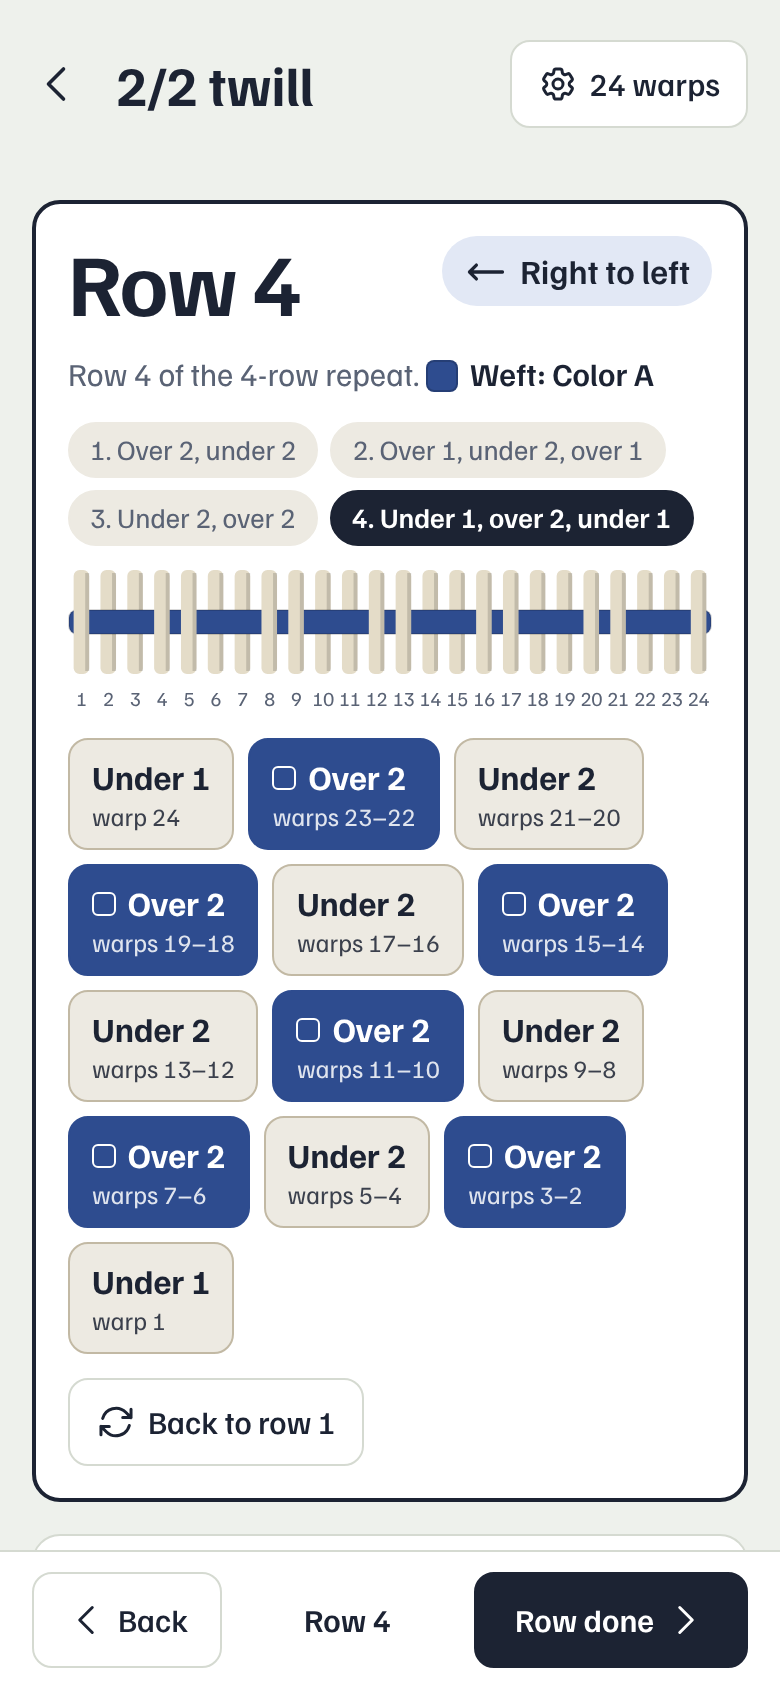 2/2 twill
24 warps
Row 4
Right to left
Row 4 of the 4-row repeat. Weft: Color A
1. Over 2, under 2
2. Over 1, under 2, over 1
3. Under 2, over 2
4. Under 1, over 2, under 1
1 2 3 4 5 6 7 8 9 10 11 12 13 14 15 16 17 18 19 20 21 22 23 24
Under 1
warp 24
Over 2
warps 23–22
Under 2
warps 21–20
Over 2
warps 19–18
Under 2
warps 17–16
Over 2
warps 15–14
Under 2
warps 13–12
Over 2
warps 11–10
Under 2
warps 9–8
Over 2
warps 7–6
Under 2
warps 5–4
Over 2
warps 3–2
Under 1
warp 1
Back to row 1
Back
Row 4
Row done